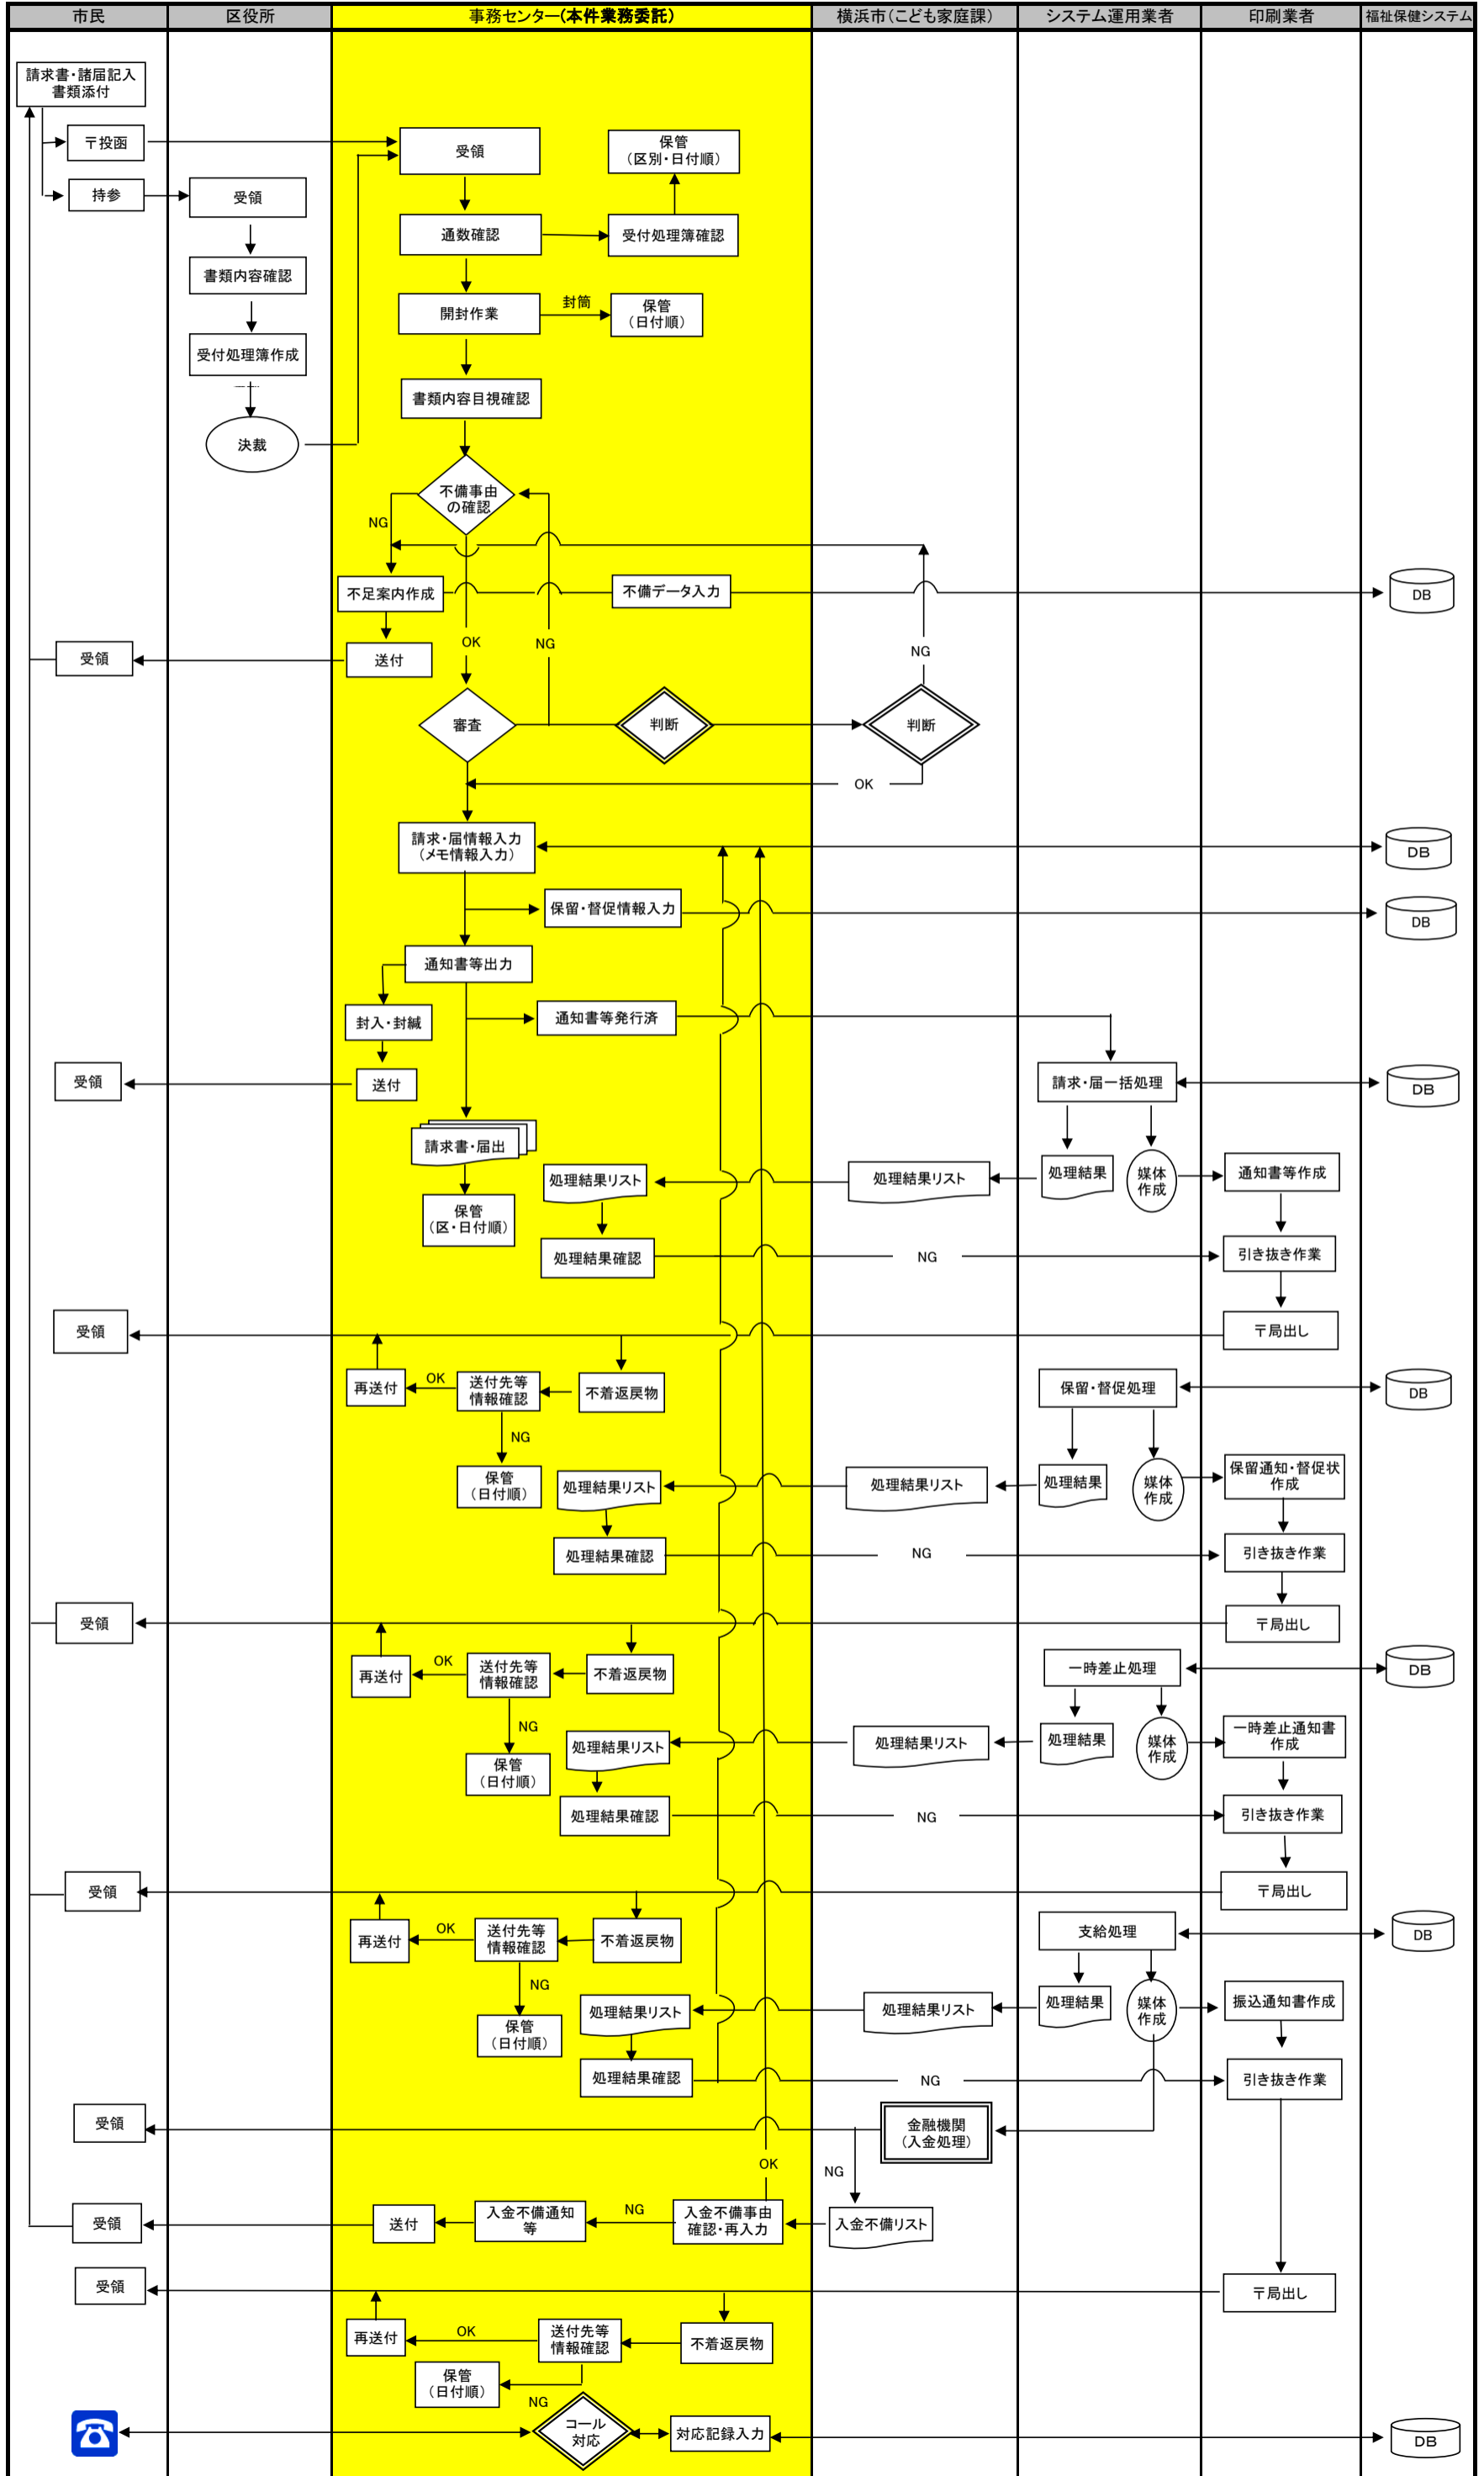 市民
区役所
事務センター(本件業務委託)
横浜市(こども家庭課)
システム運用業者
印刷業者
福祉保健システム
請求書・諸届記入
書類添付
〒投函
受領
保管
(区別・日付順)
持参
受領
通数確認
受付処理簿確認
書類内容確認
開封作業
封筒
保管
(日付順)
受付処理簿作成
書類内容目視確認
決裁
不備事由
の確認
NG
不足案内作成
不備データ入力
DB
OK
NG
NG
受領
送付
審査
判断
判断
OK
請求・届情報入力
(メモ情報入力)
DB
保留・督促情報入力
DB
通知書等出力
封入・封緘
通知書等発行済
受領
送付
請求・届一括処理
DB
請求書・届出
処理結果リスト
処理結果リスト
処理結果
媒体
作成
通知書等作成
保管
(区・日付順)
処理結果確認
NG
引き抜き作業
受領
〒局出し
再送付
OK
送付先等
情報確認
不着返戻物
保留・督促処理
DB
NG
保管
(日付順)
処理結果リスト
処理結果リスト
処理結果
媒体
作成
保留通知・督促状
作成
処理結果確認
NG
引き抜き作業
受領
〒局出し
再送付
OK
送付先等
情報確認
不着返戻物
一時差止処理
DB
NG
保管
(日付順)
処理結果リスト
処理結果リスト
処理結果
媒体
作成
一時差止通知書
作成
処理結果確認
NG
引き抜き作業
受領
〒局出し
再送付
OK
送付先等
情報確認
不着返戻物
支給処理
DB
NG
保管
(日付順)
処理結果リスト
処理結果リスト
処理結果
媒体
作成
振込通知書作成
処理結果確認
NG
引き抜き作業
受領
金融機関
(入金処理)
OK
NG
受領
送付
入金不備通知
等
NG
入金不備事由
確認・再入力
入金不備リスト
受領
〒局出し
再送付
OK
送付先等
情報確認
不着返戻物
保管
(日付順)
NG
コール
対応
対応記録入力
DB